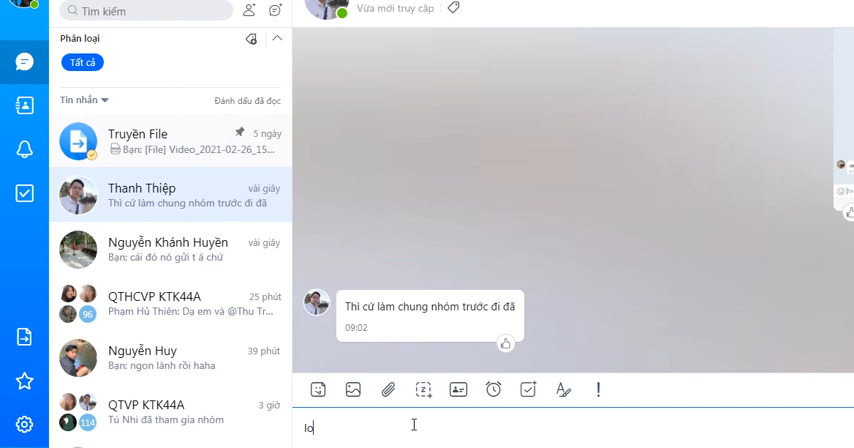 Tìm kiếm
Vừa mới truy cập
Phân loại
Tất cả
Tin nhắn
Đánh dấu đã đọc
Truyền File
5 ngày
Bạn: [File] Video_2021-02-26_15...
Thanh Thiệp
vài giây
Thì cứ làm chung nhóm trước đi đã
Nguyễn Khánh Huyền
vài giây
Bạn: cái đó nó gửi t á chứ
QTHCVP KTK44A
25 phút
Phạm Hủ Thiên: Dạ em và @Thu Tr...
96
Nguyễn Huy
39 phút
Bạn: ngon lành rồi haha
QTVP KTK44A
3 giờ
Tú Nhi đã tham gia nhóm
114
Thì cứ làm chung nhóm trước đi đã
09:02
lo